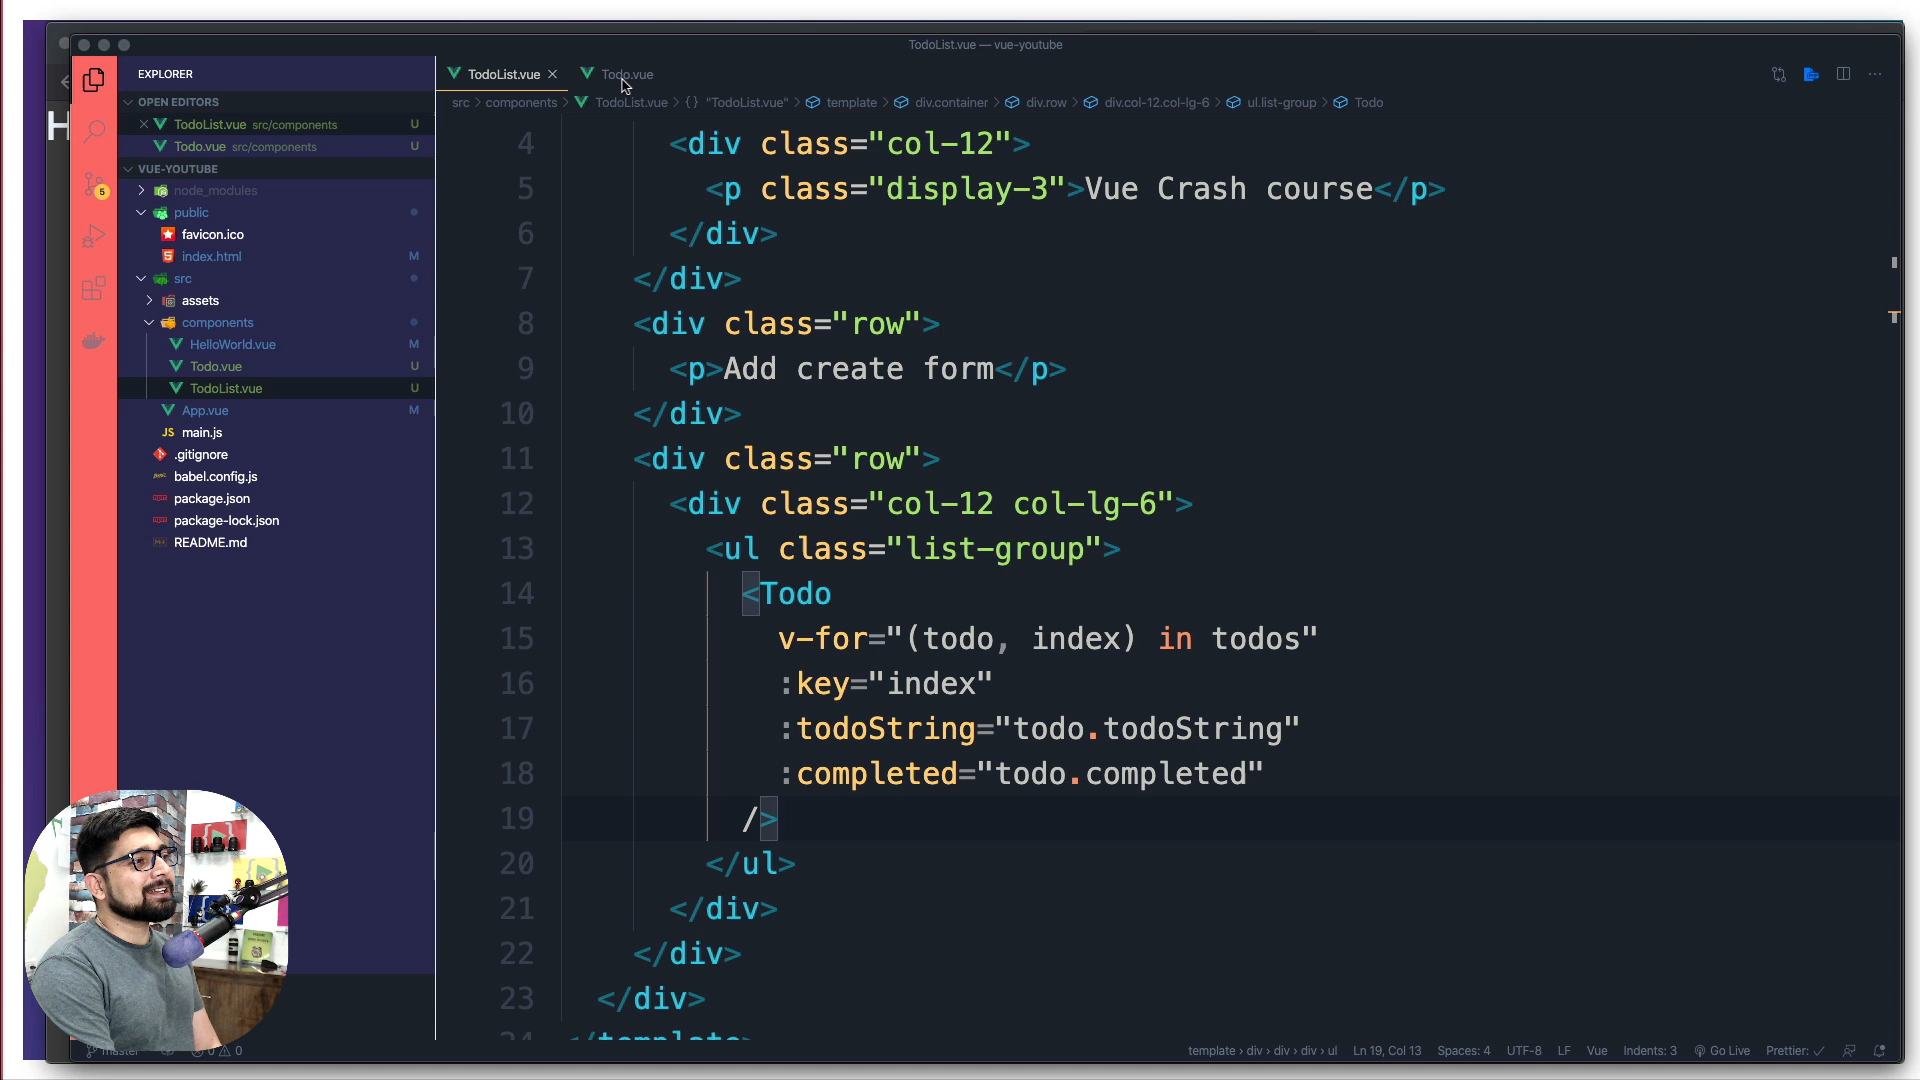 TodoList.vue — vue-youtube
EXPLORER
TodoList.vue
Todo.vue
OPEN EDITORS
src > components > TodoList.vue > {} "TodoList.vue" > template > div.container > div.row > div.col-12.col-lg-6 > ul.list-group > Todo
TodoList.vue src/components U
Todo.vue src/components U
VUE-YOUTUBE
node_modules
public
favicon.ico
index.html M
src
assets
components
HelloWorld.vue M
Todo.vue U
TodoList.vue U
App.vue M
JS main.js
.gitignore
babel.config.js
package.json
package-lock.json
README.md
5
H
4 <div class="col-12">
5 <p class="display-3">Vue Crash course</p>
6 </div>
7 </div>
8 <div class="row">
9 <p>Add create form</p>
10 </div>
11 <div class="row">
12 <div class="col-12 col-lg-6">
13 <ul class="list-group">
14 <Todo
15 v-for="(todo, index) in todos"
16 :key="index"
17 :todoString="todo.todoString"
18 :completed="todo.completed"
19 />
20 </ul>
21 </div>
22 </div>
23 </div>
24 </template>
master 0 0
template > div > div > div > ul Ln 19, Col 13 Spaces: 4 UTF-8 LF Vue Indents: 3 Go Live Prettier: ✓